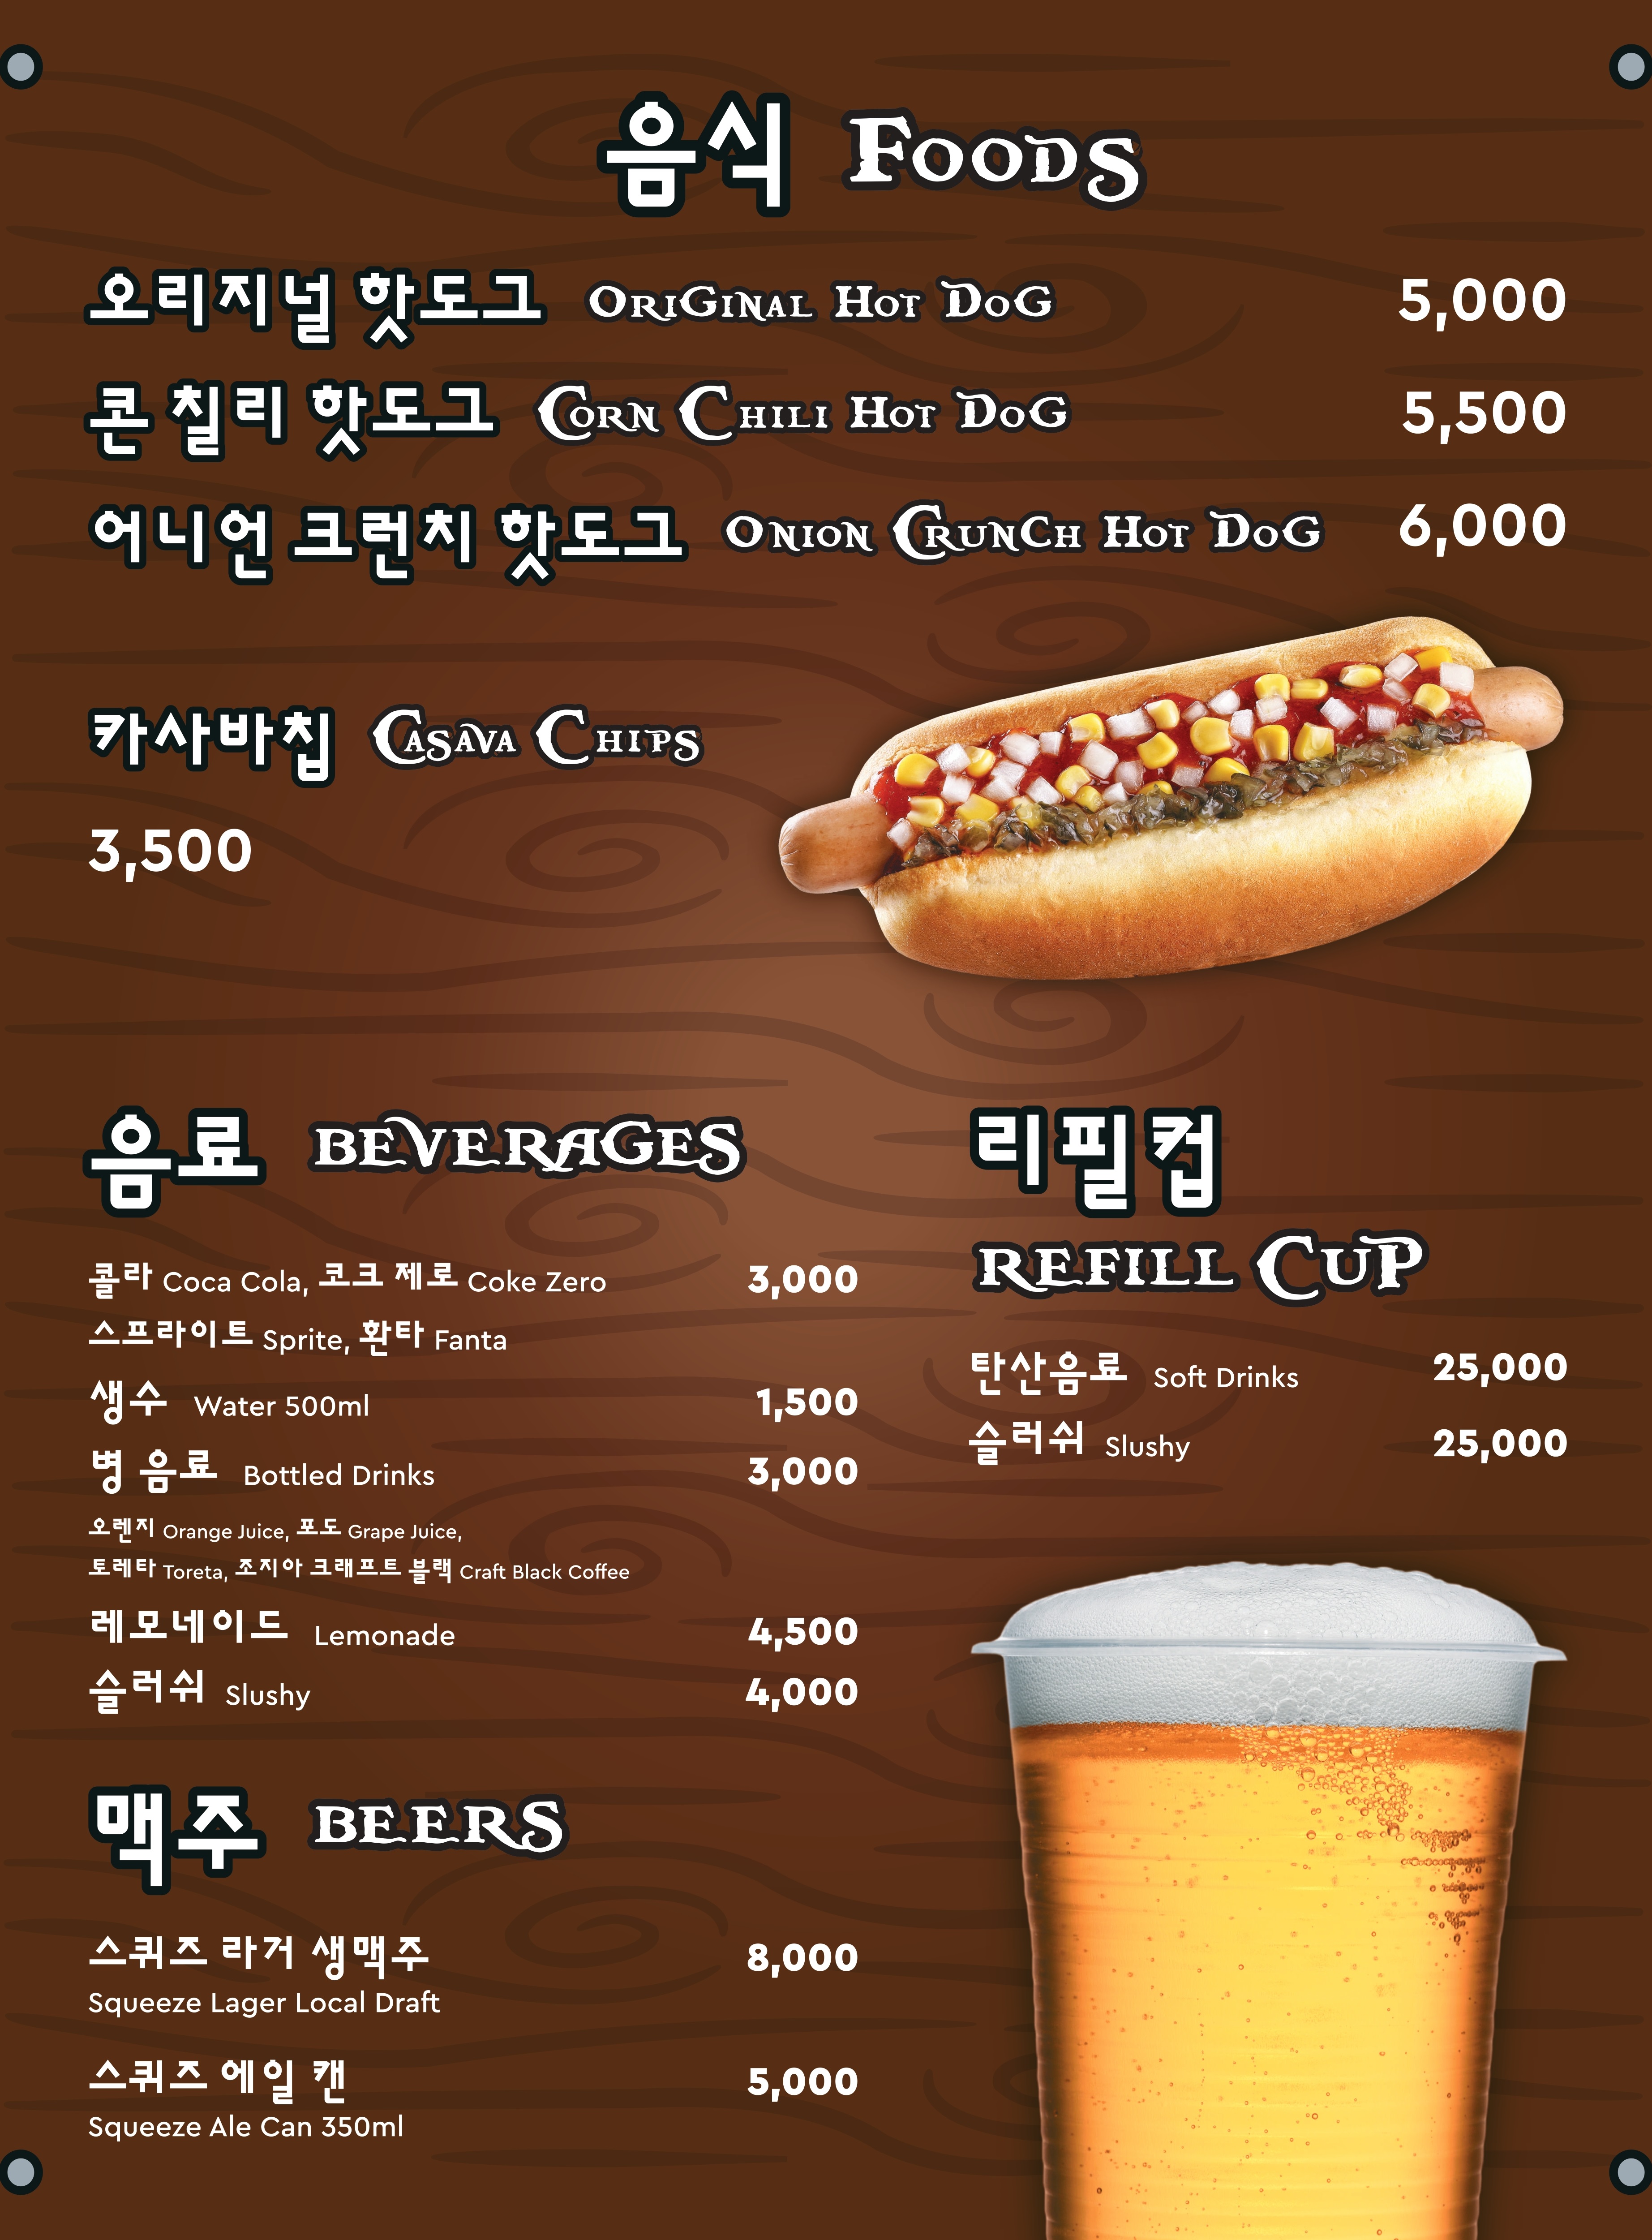 음식 Foods
오리지널 핫도그 Original Hot Dog 5,000
콘 칠리 핫도그 Corn Chili Hot Dog 5,500
어니언 크런치 핫도그 Onion Crunch Hot Dog 6,000
카사바칩 Casava Chips
3,500
음료 BEVERAGES
콜라 Coca Cola, 코크 제로 Coke Zero 3,000
스프라이트 Sprite, 환타 Fanta
생수 Water 500ml 1,500
병 음료 Bottled Drinks 3,000
오렌지 Orange Juice, 포도 Grape Juice,
토레타 Toreta, 조지아 크래프트 블랙 Craft Black Coffee
레모네이드 Lemonade 4,500
슬러쉬 Slushy 4,000
리필컵
REFILL CUP
탄산음료 Soft Drinks 25,000
슬러쉬 Slushy 25,000
맥주 BEERS
스퀴즈 라거 생맥주 8,000
Squeeze Lager Local Draft
스퀴즈 에일 캔 5,000
Squeeze Ale Can 350ml